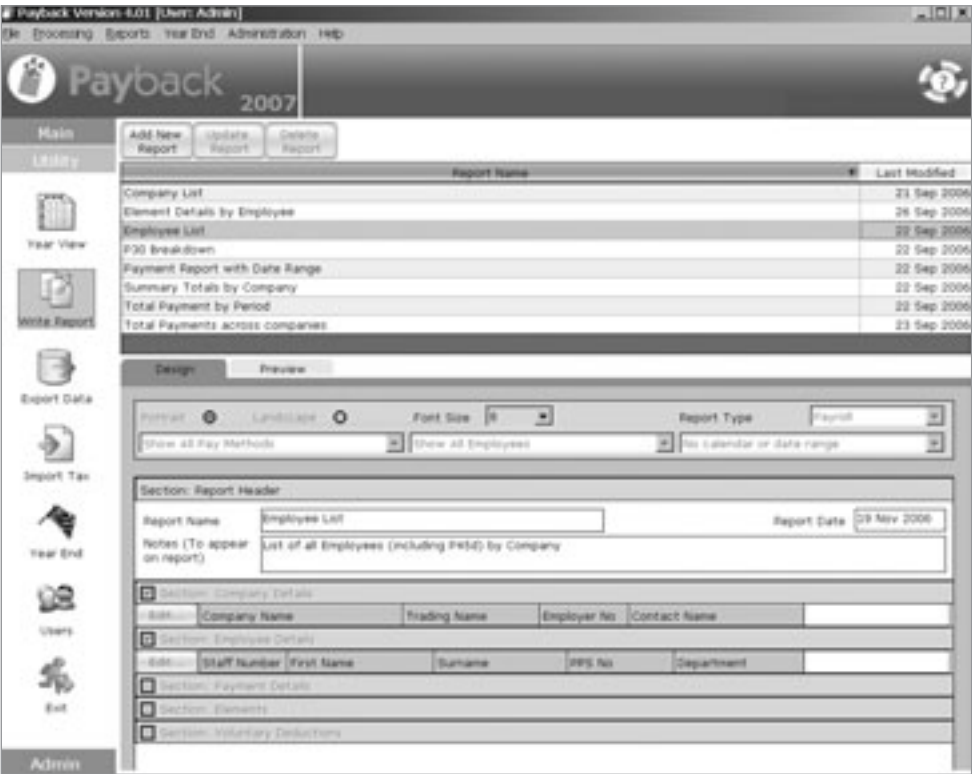 Payback Version 4.01 [User: Admin]
File Processing Reports Year End Administration Help
Payback 2007
Main
Utility
Year View
Write Report
Export Data
Import Tax
Year End
Users
Exit
Admin
Add New Report
Update Report
Delete Report
Report Name Last Modified
Company List 21 Sep 2006
Element Details by Employee 26 Sep 2006
Employee List 22 Sep 2006
P30 Breakdown 22 Sep 2006
Payment Report with Date Range 22 Sep 2006
Summary Totals by Company 22 Sep 2006
Total Payment by Period 22 Sep 2006
Total Payments across companies 23 Sep 2006
Design Preview
Portrait Landscape Font Size 8 Report Type Payroll
Show All Pay Methods Show All Employees No calendar or date range
Section: Report Header
Report Name Employee List Report Date 19 Nov 2006
Notes (To appear on report) List of all Employees (including P45d) by Company
Section: Company Details
Edit Company Name Trading Name Employer No Contact Name
Section: Employee Details
Edit Staff Number First Name Surname PPS No Department
Section: Payment Details
Section: Elements
Section: Voluntary Deductions